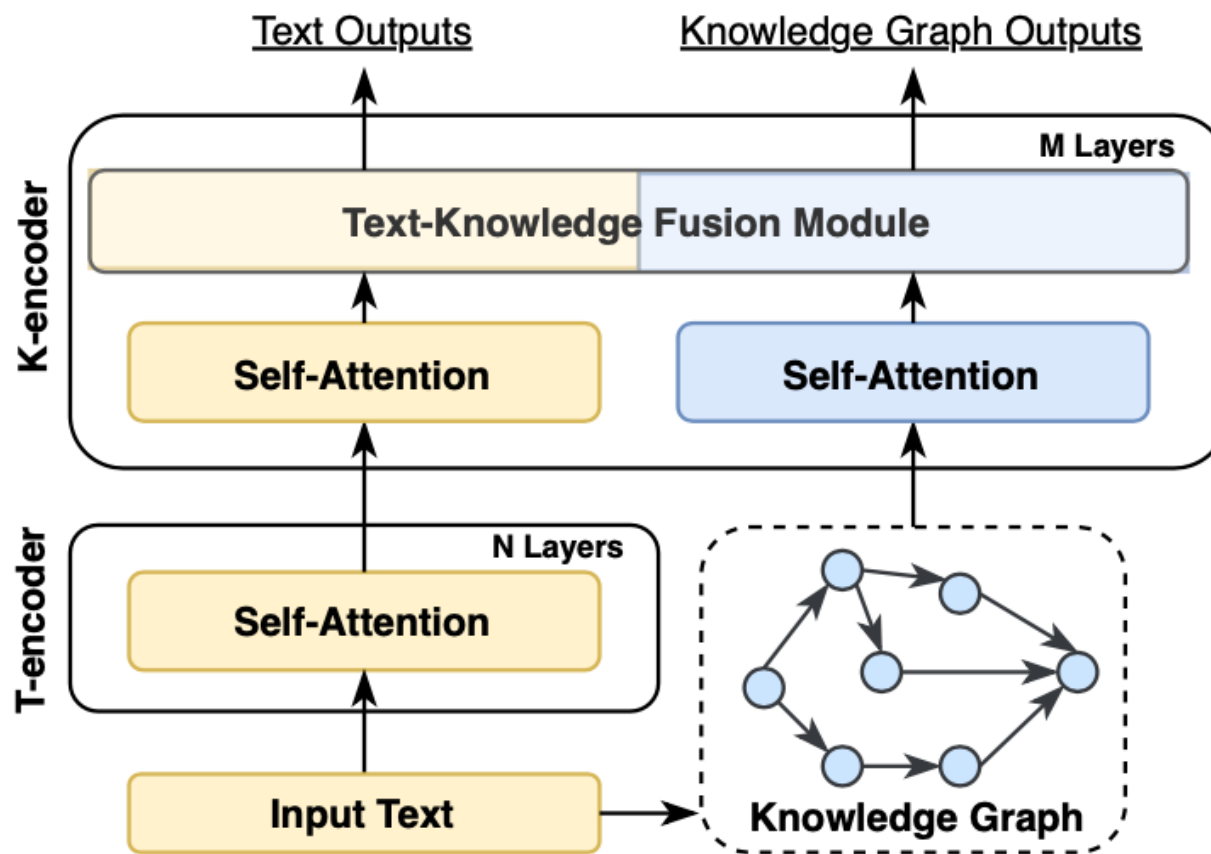 Text Outputs
Knowledge Graph Outputs
M Layers
Text-Knowledge Fusion Module
K-encoder
Self-Attention
Self-Attention
N Layers
T-encoder
Self-Attention
Input Text
Knowledge Graph